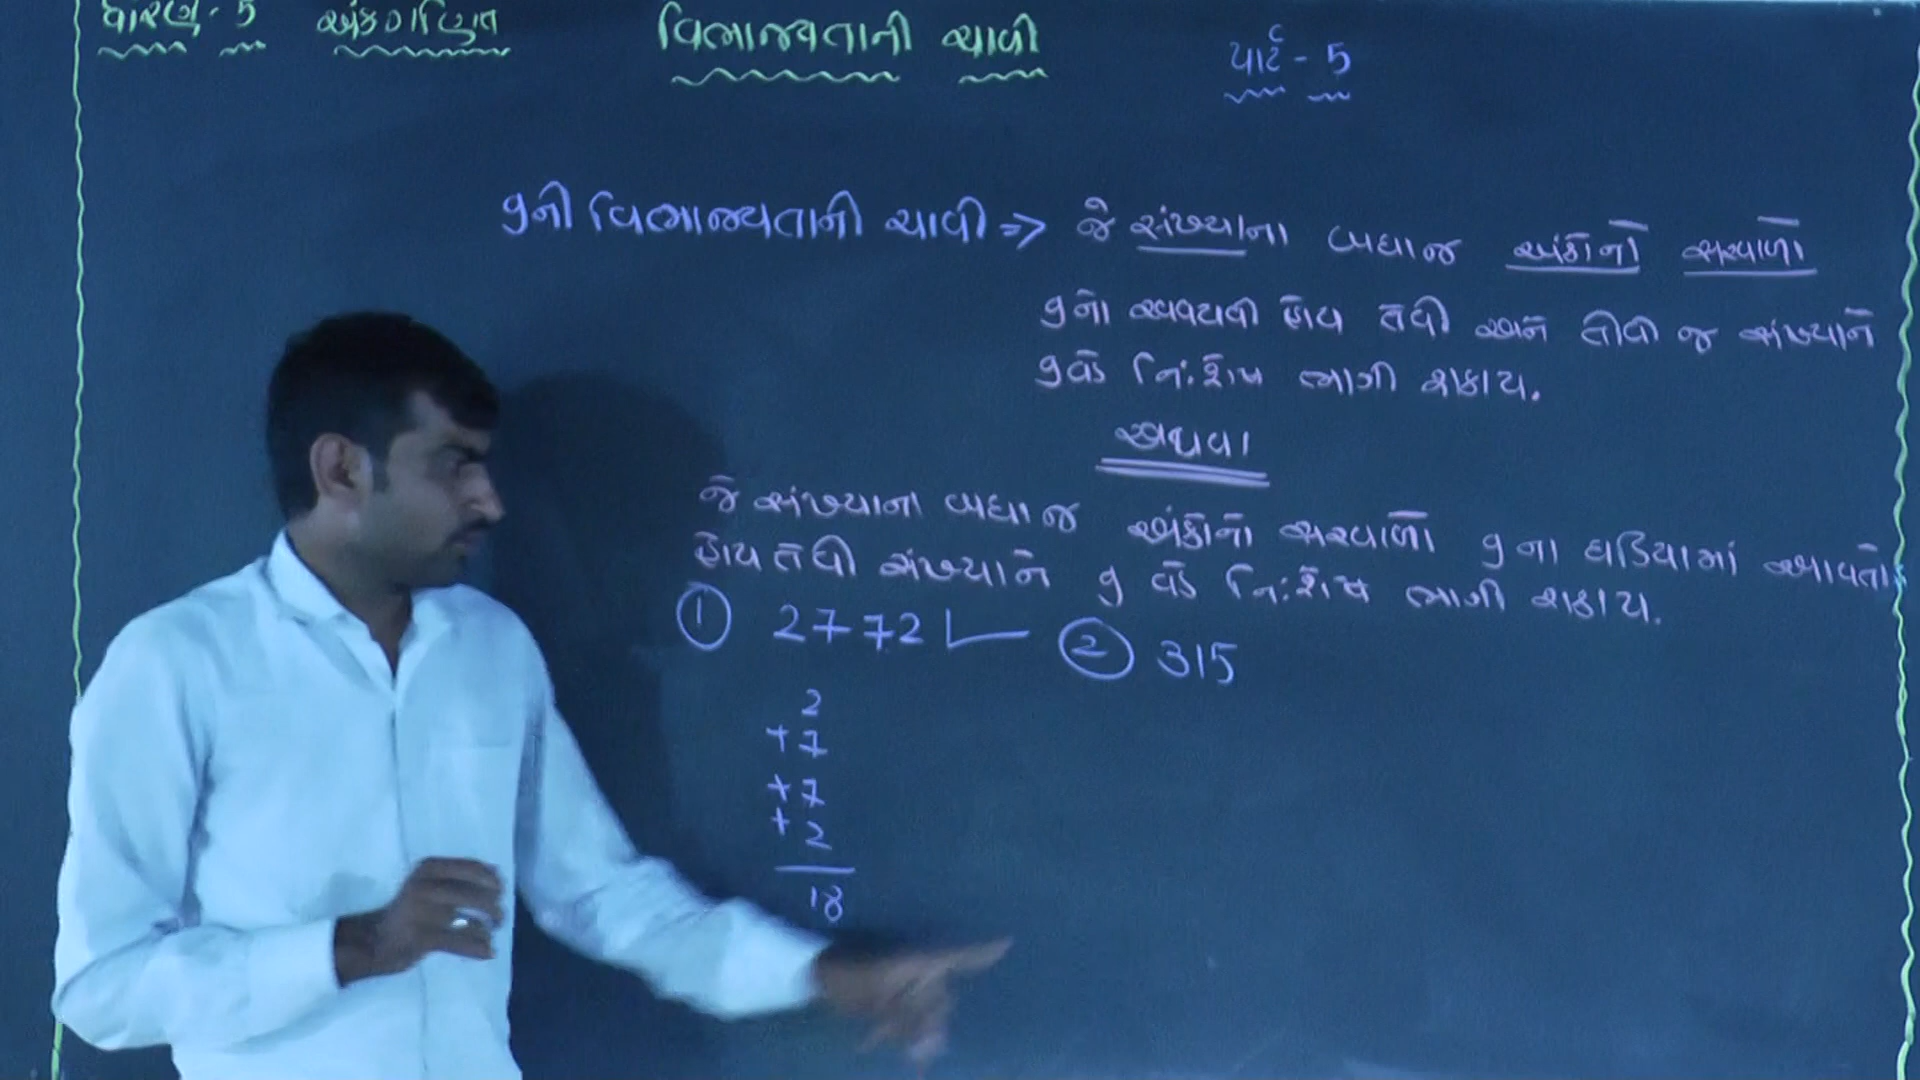 ધોરણ - 5 અંકગણિત વિભાજ્યતાની ચાવી પાર્ટ - 5
9ની વિભાજ્યતાની ચાવી ⇒ જે સંખ્યાના બધાજ અંકોનો સરવાળો
9નો અવયવી હોય તેવી અને તેવી જ સંખ્યાને
9વડે નિ:શેષ ભાગી શકાય.
અથવા
જે સંખ્યાના બધાજ અંકોનો સરવાળો 9 ના ઘડિયામાં આવતો
હોય તેવી સંખ્યાને 9 વડે નિ:શેષ ભાગી શકાય.
① 2772 ② 315
2
+ 7
+ 7
+ 2
18